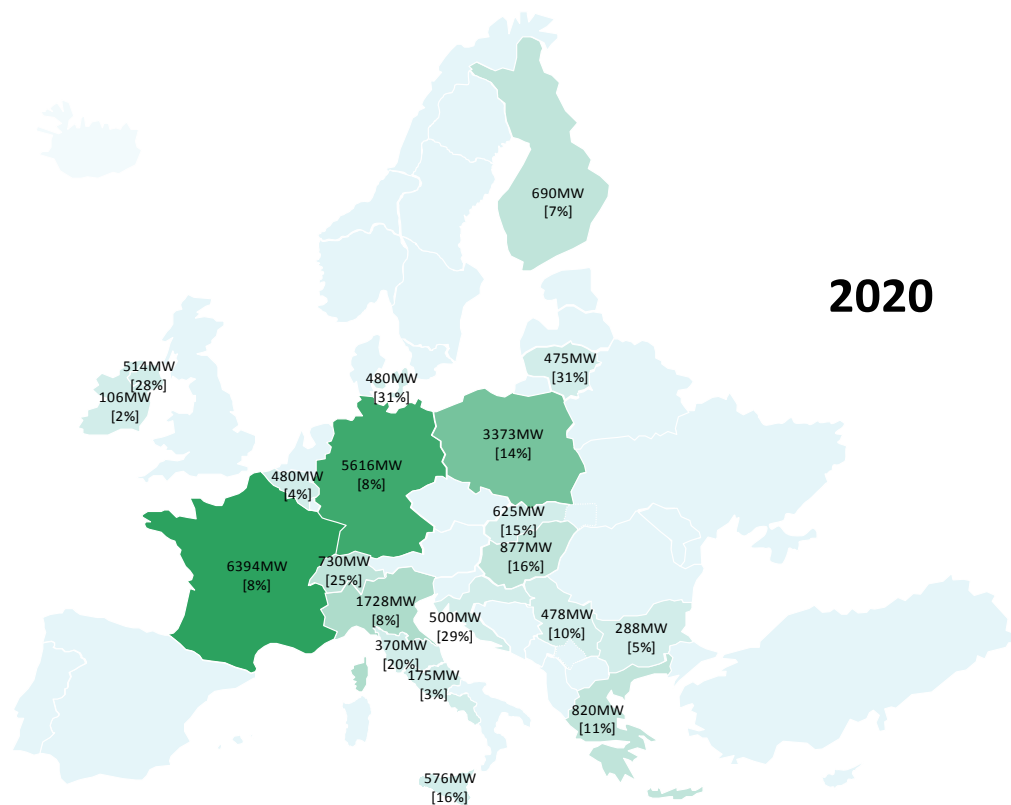 690MW
[7%]
2020
514MW
[28%]
106MW
[2%]
480MW
[31%]
475MW
[31%]
3373MW
[14%]
5616MW
[8%]
480MW
[4%]
625MW
[15%]
877MW
[16%]
6394MW
[8%]
730MW
[25%]
1728MW
[8%]
500MW
[29%]
478MW
[10%]
288MW
[5%]
370MW
[20%]
175MW
[3%]
820MW
[11%]
576MW
[16%]